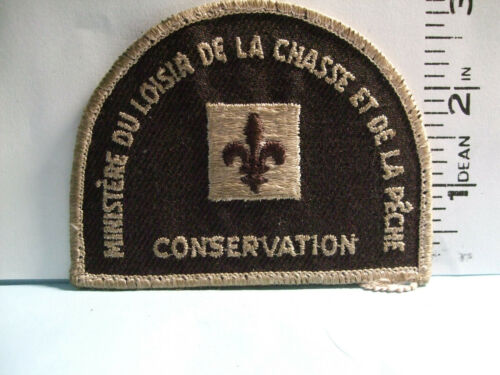 MINISTÈRE DU LOISIR DE LA CHASSE ET DE LA PÊCHE
CONSERVATION
1 DEAN 2 IN 3